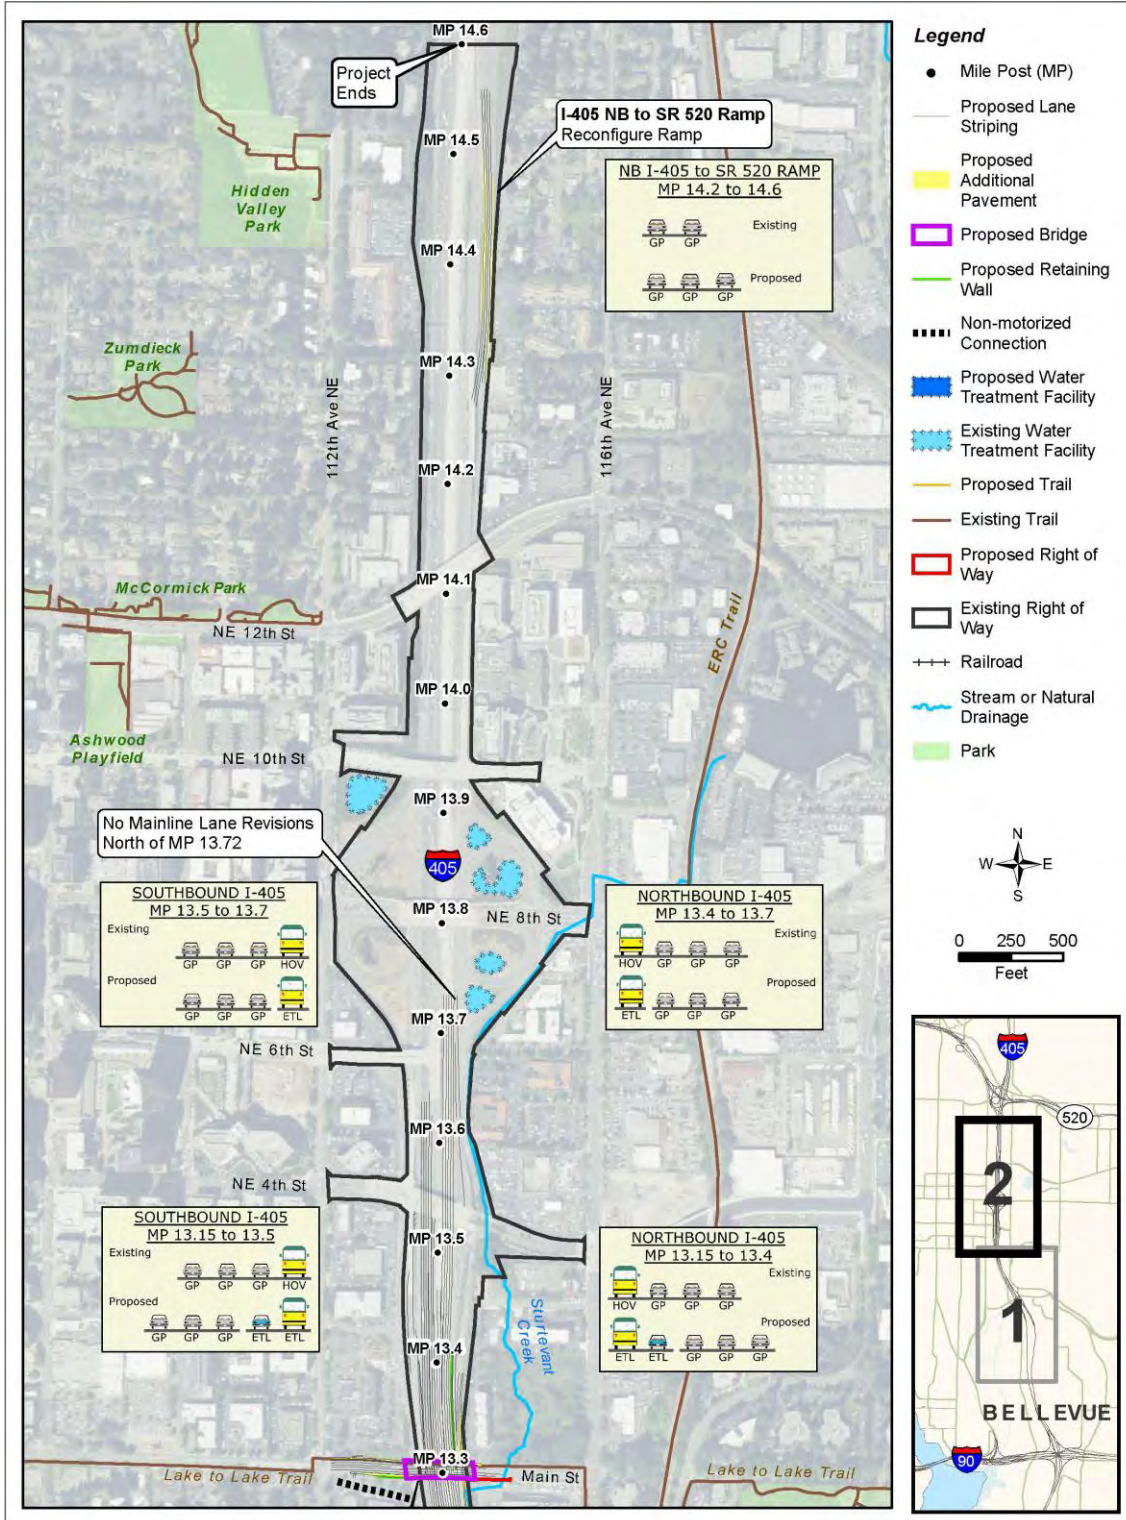 MP 14.6
Project
Ends
I-405 NB to SR 520 Ramp
Reconfigure Ramp
MP 14.5
NB I-405 to SR 520 RAMP
MP 14.2 to 14.6
Existing
GP GP
Proposed
GP GP GP
Hidden
Valley
Park
MP 14.4
Zumdieck
Park
MP 14.3
112th Ave NE
116th Ave NE
MP 14.2
McCormick Park
MP 14.1
NE 12th St
ERC Trail
MP 14.0
Ashwood
Playfield
NE 10th St
MP 13.9
No Mainline Lane Revisions
North of MP 13.72
405
SOUTHBOUND I-405
MP 13.5 to 13.7
Existing
GP GP GP HOV
Proposed
GP GP GP ETL
MP 13.8
NE 8th St
NORTHBOUND I-405
MP 13.4 to 13.7
Existing
HOV GP GP GP
Proposed
ETL GP GP GP
MP 13.7
NE 6th St
MP 13.6
NE 4th St
SOUTHBOUND I-405
MP 13.15 to 13.5
Existing
GP GP GP HOV
Proposed
GP GP GP ETL ETL
MP 13.5
NORTHBOUND I-405
MP 13.15 to 13.4
Existing
HOV GP GP GP
Proposed
ETL ETL GP GP GP
Sturtevant
Creek
MP 13.4
MP 13.3
Lake to Lake Trail
Main St
Lake to Lake Trail
Legend
Mile Post (MP)
Proposed Lane
Striping
Proposed
Additional
Pavement
Proposed Bridge
Proposed Retaining
Wall
Non-motorized
Connection
Proposed Water
Treatment Facility
Existing Water
Treatment Facility
Proposed Trail
Existing Trail
Proposed Right of
Way
Existing Right of
Way
Railroad
Stream or Natural
Drainage
Park
N
W E
S
0 250 500
Feet
405
520
2
1
BELLEVUE
90